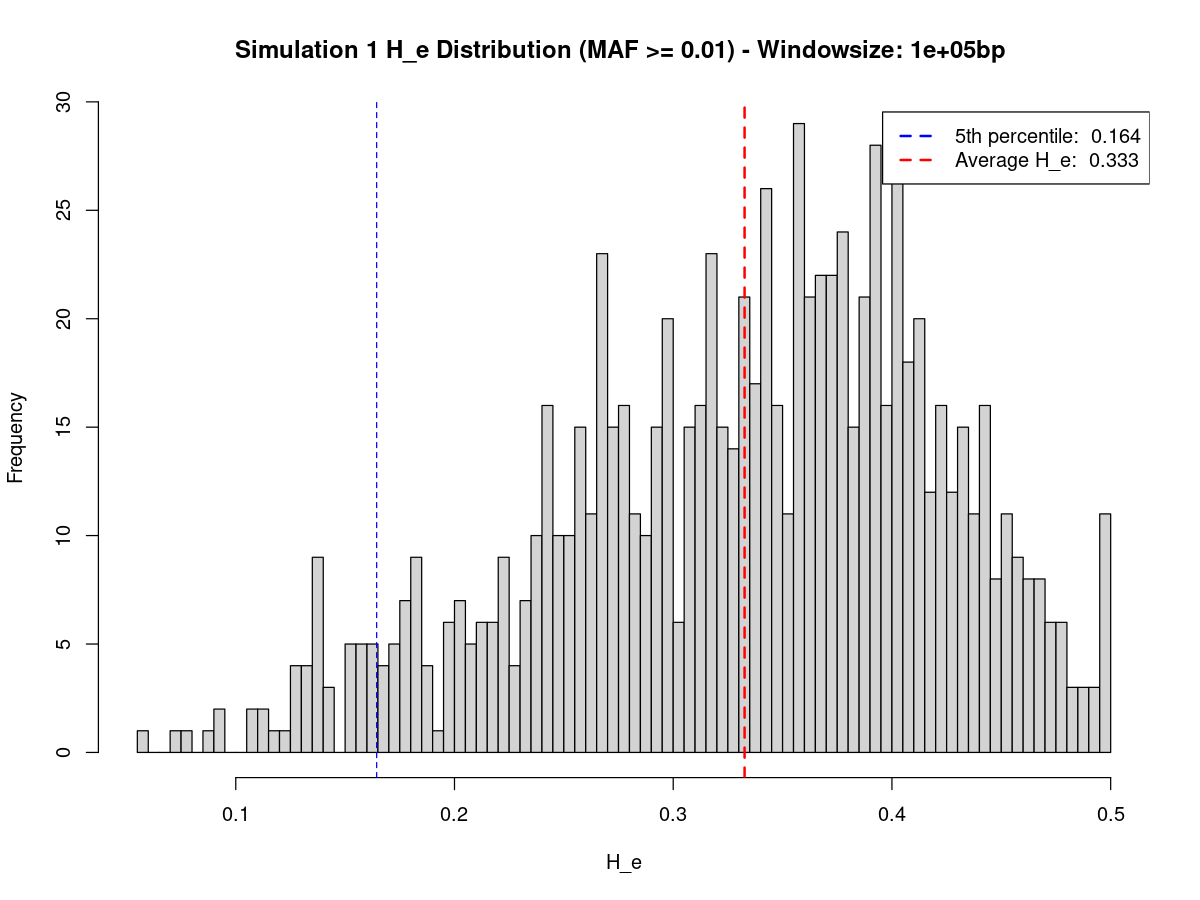 Simulation 1 H_e Distribution (MAF >= 0.01) - Windowsize: 1e+05bp
5th percentile: 0.164
Average H_e: 0.333
Frequency
30
25
20
15
10
5
0
0.1 0.2 0.3 0.4 0.5
H_e